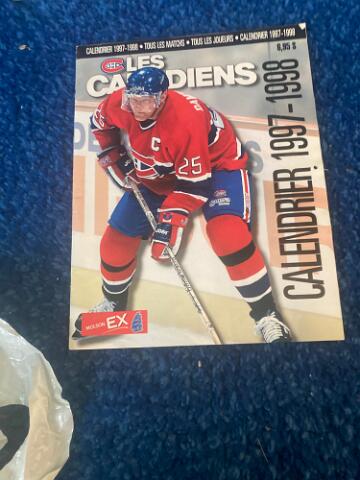 CALENDRIER 1997-1998 • TOUS LES MATCHS • TOUS LES JOUEURS • CALENDRIER 1997-1998
LES
CANADIENS
6,95 $
CALENDRIER 1997-1998
C
25
MOLSON EX